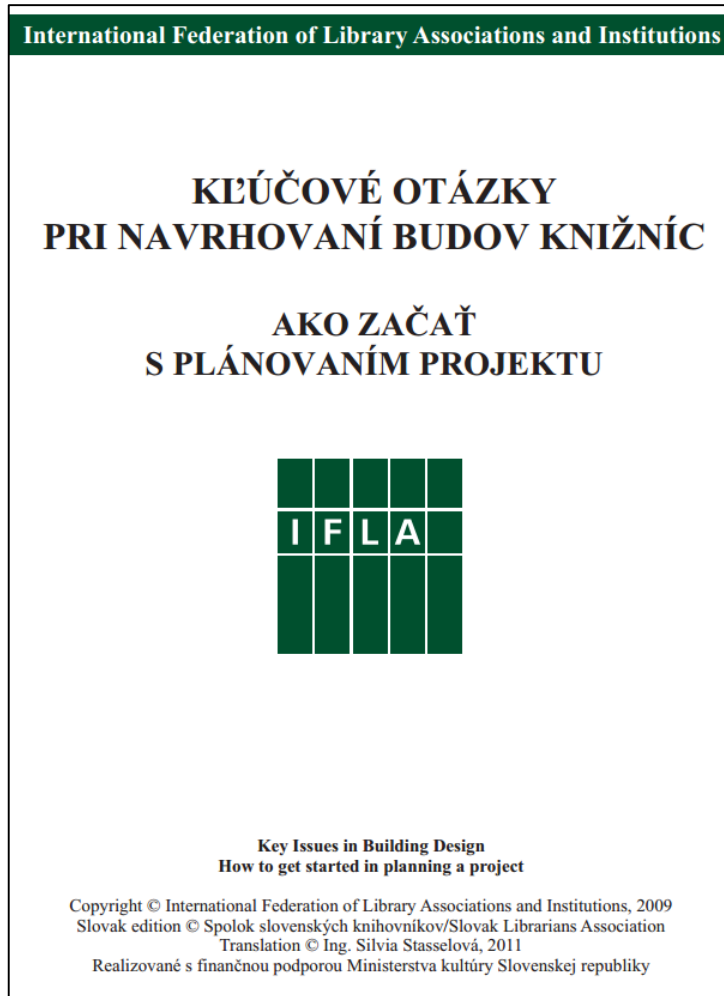 International Federation of Library Associations and Institutions
KĽÚČOVÉ OTÁZKY
PRI NAVRHOVANÍ BUDOV KNIŽNÍC
AKO ZAČAŤ
S PLÁNOVANÍM PROJEKTU
IFLA
Key Issues in Building Design
How to get started in planning a project
Copyright © International Federation of Library Associations and Institutions, 2009
Slovak edition © Spolok slovenských knihovníkov/Slovak Librarians Association
Translation © Ing. Silvia Stasselová, 2011
Realizované s finančnou podporou Ministerstva kultúry Slovenskej republiky